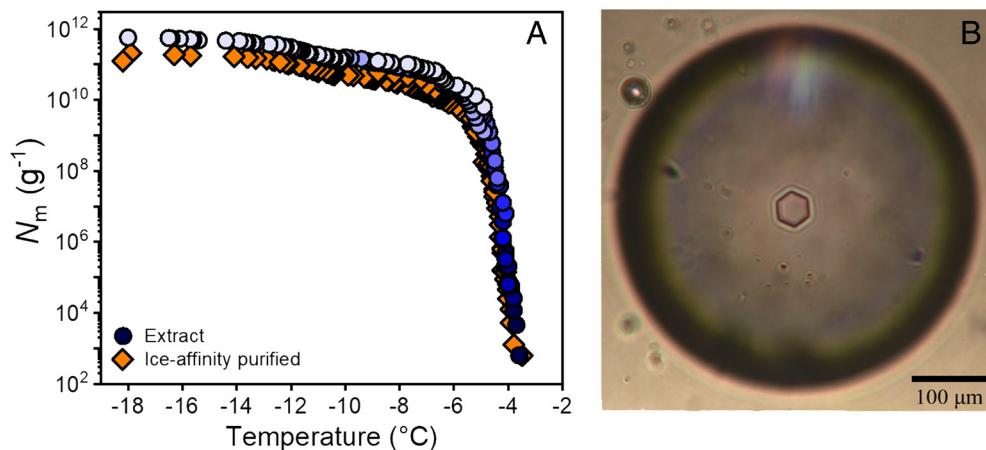 A
B
10¹²
10¹⁰
10⁸
10⁶
10⁴
10²
Nₘ (g⁻¹)
Extract
Ice-affinity purified
-18 -16 -14 -12 -10 -8 -6 -4 -2
Temperature (°C)
100 μm